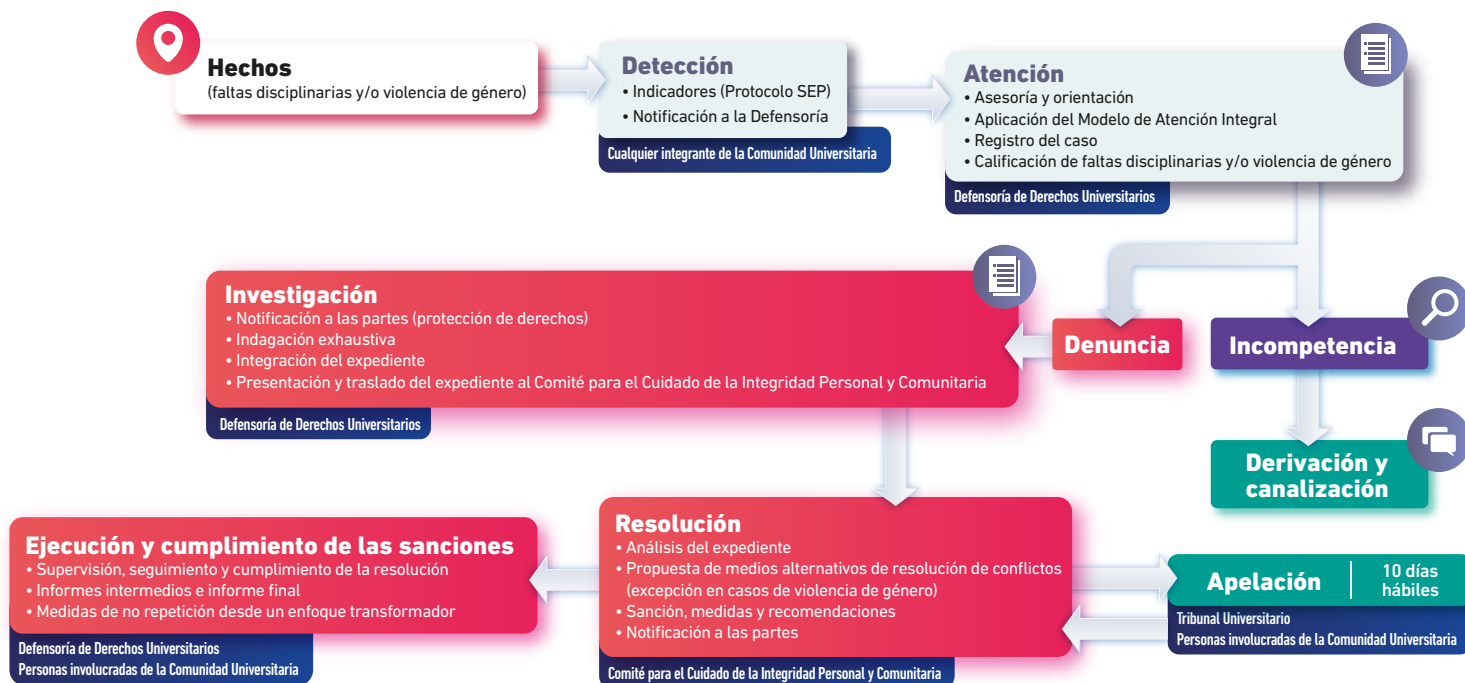 Hechos
(faltas disciplinarias y/o violencia de género)
Detección
• Indicadores (Protocolo SEP)
• Notificación a la Defensoría
Cualquier integrante de la Comunidad Universitaria
Atención
• Asesoría y orientación
• Aplicación del Modelo de Atención Integral
• Registro del caso
• Calificación de faltas disciplinarias y/o violencia de género
Defensoría de Derechos Universitarios
Denuncia
Incompetencia
Derivación y
canalización
Investigación
• Notificación a las partes (protección de derechos)
• Indagación exhaustiva
• Integración del expediente
• Presentación y traslado del expediente al Comité para el Cuidado de la Integridad Personal y Comunitaria
Defensoría de Derechos Universitarios
Resolución
• Análisis del expediente
• Propuesta de medios alternativos de resolución de conflictos
(excepción en casos de violencia de género)
• Sanción, medidas y recomendaciones
• Notificación a las partes
Comité para el Cuidado de la Integridad Personal y Comunitaria
Apelación
10 días
hábiles
Tribunal Universitario
Personas involucradas de la Comunidad Universitaria
Ejecución y cumplimiento de las sanciones
• Supervisión, seguimiento y cumplimiento de la resolución
• Informes intermedios e informe final
• Medidas de no repetición desde un enfoque transformador
Defensoría de Derechos Universitarios
Personas involucradas de la Comunidad Universitaria